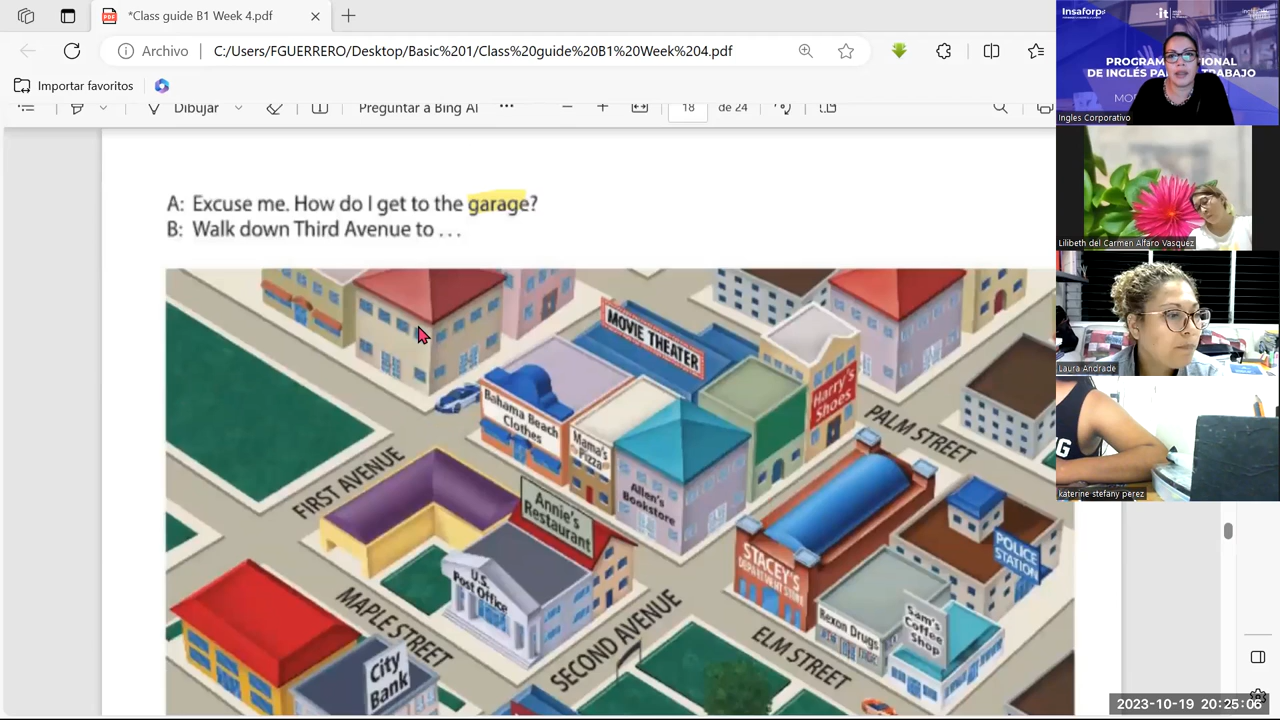 *Class guide B1 Week 4.pdf
Archivo
C:/Users/FGUERRERO/Desktop/Basic%201/Class%20guide%20B1%20Week%204.pdf
Importar favoritos
Dibujar
Preguntar a Bing AI
18
de 24
A: Excuse me. How do I get to the garage?
B: Walk down Third Avenue to . . .
MOVIE THEATER
Harry's
Shoes
Bahama Beach
Clothes
Mama's
Pizza
PALM STREET
FIRST AVENUE
Allen's
Bookstore
Annie's
Restaurant
POLICE
STATION
STACEY'S
DEPARTMENT STORE
U.S.
Post Office
MAPLE STREET
SECOND AVENUE
Rexon Drugs
Sam's
Coffee
Shop
ELM STREET
City
Bank
Insaforp
it
DE INGLÉS
TRABAJO
Ingles Corporativo
Lilibeth del Carmen Alfaro Vasquez
Laura Andrade
katerine stefany perez
2023-10-19 20:25:06